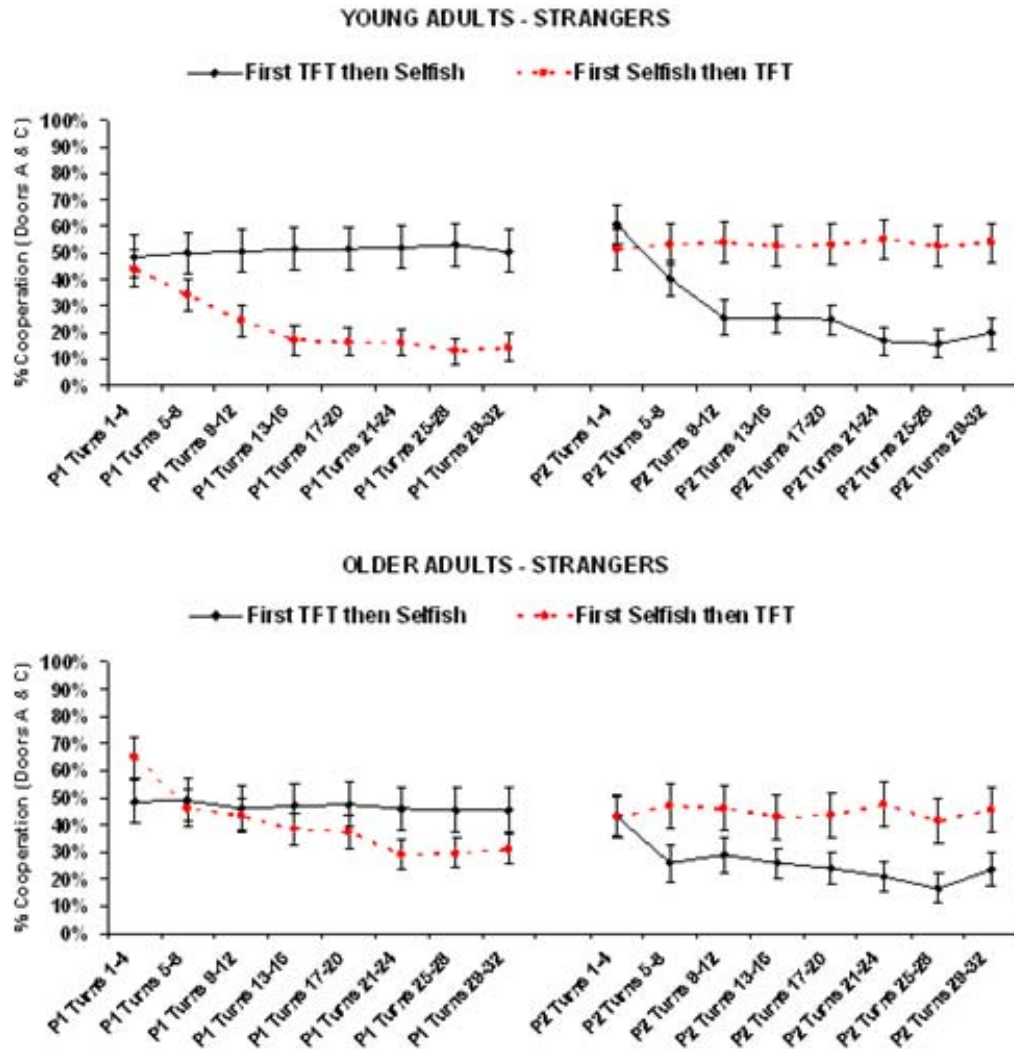 YOUNG ADULTS - STRANGERS
First TFT then Selfish First Selfish then TFT
% Cooperation (Doors A & C)
100%
90%
80%
70%
60%
50%
40%
30%
20%
10%
0%
P1 Turns 1-4
P1 Turns 5-8
P1 Turns 9-12
P1 Turns 13-16
P1 Turns 17-20
P1 Turns 21-24
P1 Turns 25-28
P1 Turns 28-32
P2 Turns 1-4
P2 Turns 5-8
P2 Turns 9-12
P2 Turns 13-16
P2 Turns 17-20
P2 Turns 21-24
P2 Turns 25-28
P2 Turns 28-32
OLDER ADULTS - STRANGERS
First TFT then Selfish First Selfish then TFT
% Cooperation (Doors A & C)
100%
90%
80%
70%
60%
50%
40%
30%
20%
10%
0%
P1 Turns 1-4
P1 Turns 5-8
P1 Turns 9-12
P1 Turns 13-16
P1 Turns 17-20
P1 Turns 21-24
P1 Turns 25-28
P1 Turns 28-32
P2 Turns 1-4
P2 Turns 5-8
P2 Turns 9-12
P2 Turns 13-16
P2 Turns 17-20
P2 Turns 21-24
P2 Turns 25-28
P2 Turns 28-32